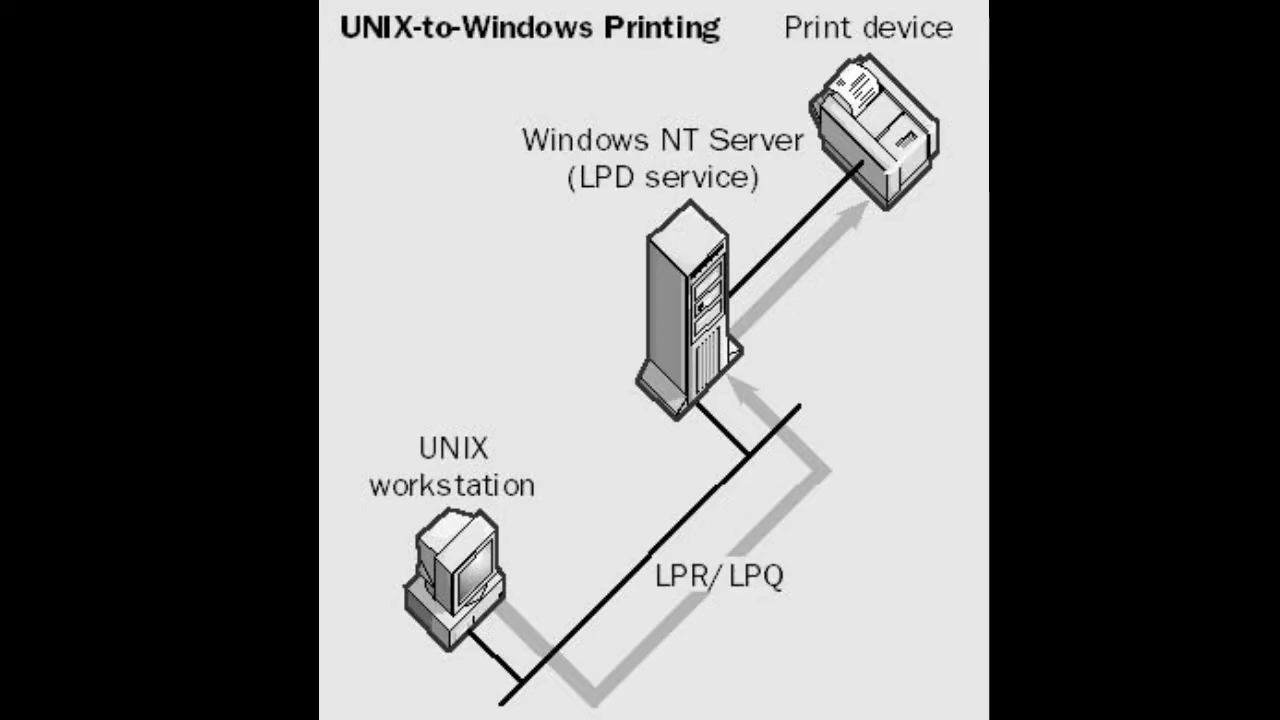 UNIX-to-Windows Printing
Print device
Windows NT Server
(LPD service)
UNIX
workstation
LPR/ LPQ